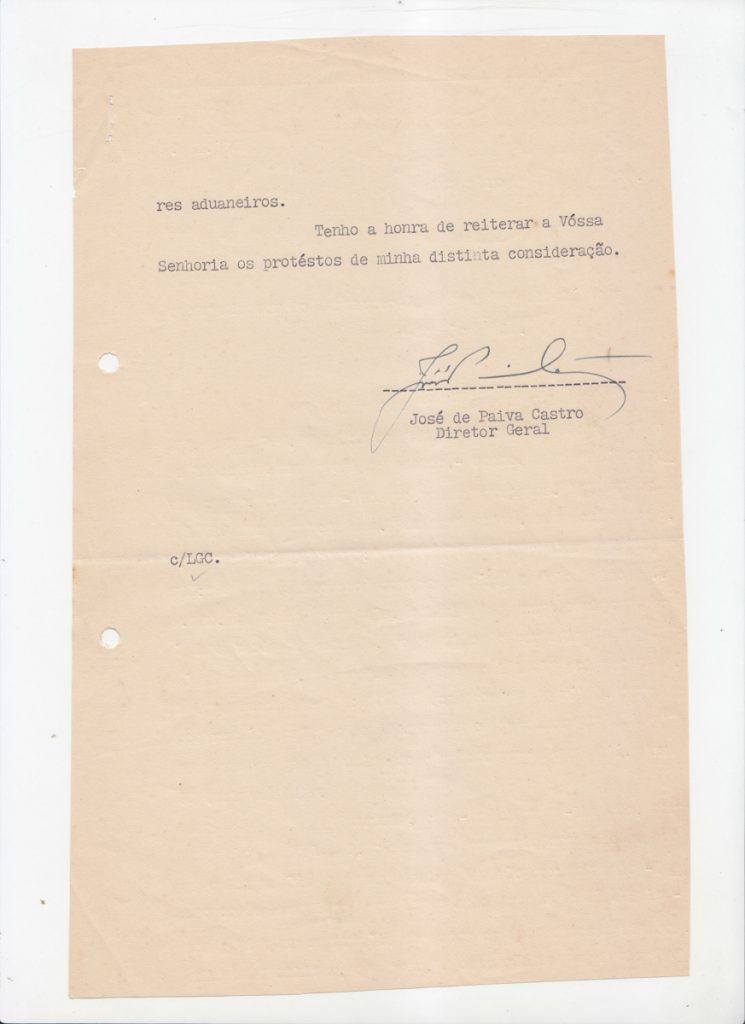 res aduaneiros.
Tenho a honra de reiterar a Vóssa
Senhoria os protéstos de minha distinta consideração.
José de Paiva Castro
Diretor Geral
c/LGC.